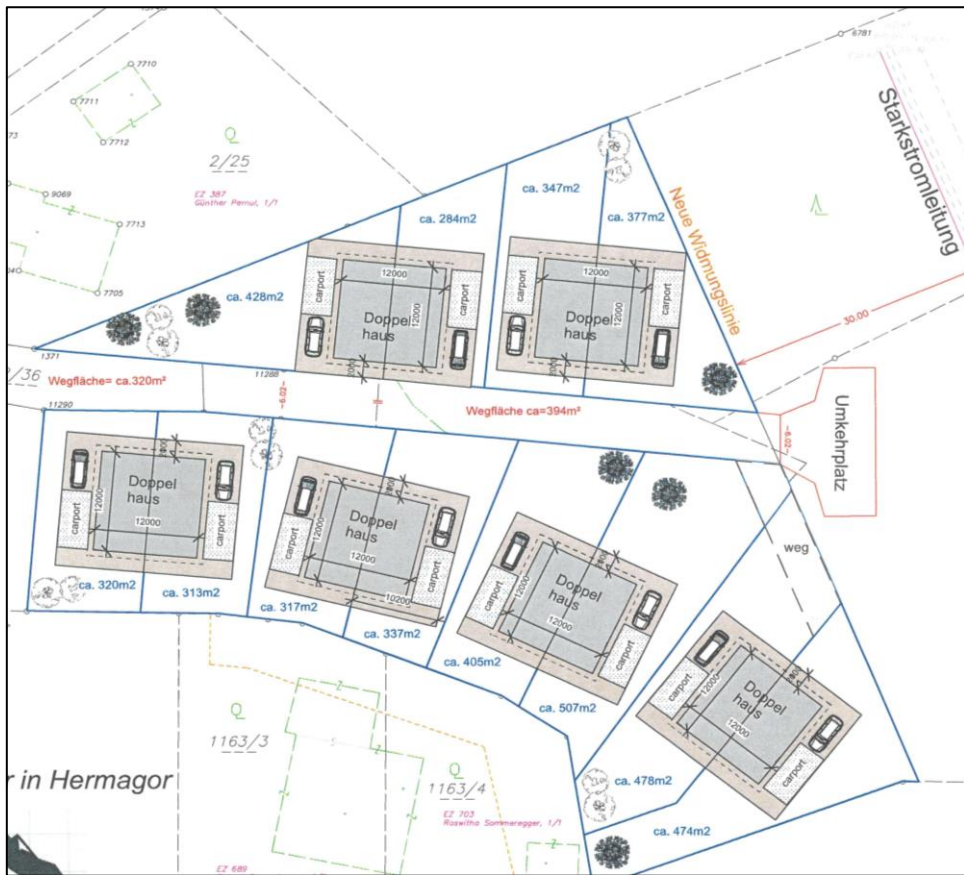 6781
7710
7711
7712
73
Q
2/25
EZ 387
Günther Pernul, 1/1
9069
7713
7705
Starkstromleitung
Neue Widmungslinie
30.00
ca. 347m2
ca. 377m2
ca. 284m2
ca. 428m2
carport
12000
12000
Doppel
haus
carport
carport
12000
12000
Doppel
haus
carport
1371
/36
Wegfläche= ca.320m²
11288
~6.02~
Wegfläche ca=394m²
~6.02~
Umkehrplatz
11290
weg
Doppel
haus
12000
12000
carport
carport
ca. 320m2
ca. 313m2
Doppel
haus
12000
12000
carport
carport
10200
ca. 317m2
ca. 337m2
Doppel
haus
12000
12000
carport
carport
ca. 405m2
ca. 507m2
Doppel
haus
12000
12000
carport
carport
ca. 478m2
ca. 474m2
Q
1163/3
Q
1163/4
EZ 703
Roswitha Sommeregger, 1/1
EZ 689
r in Hermagor